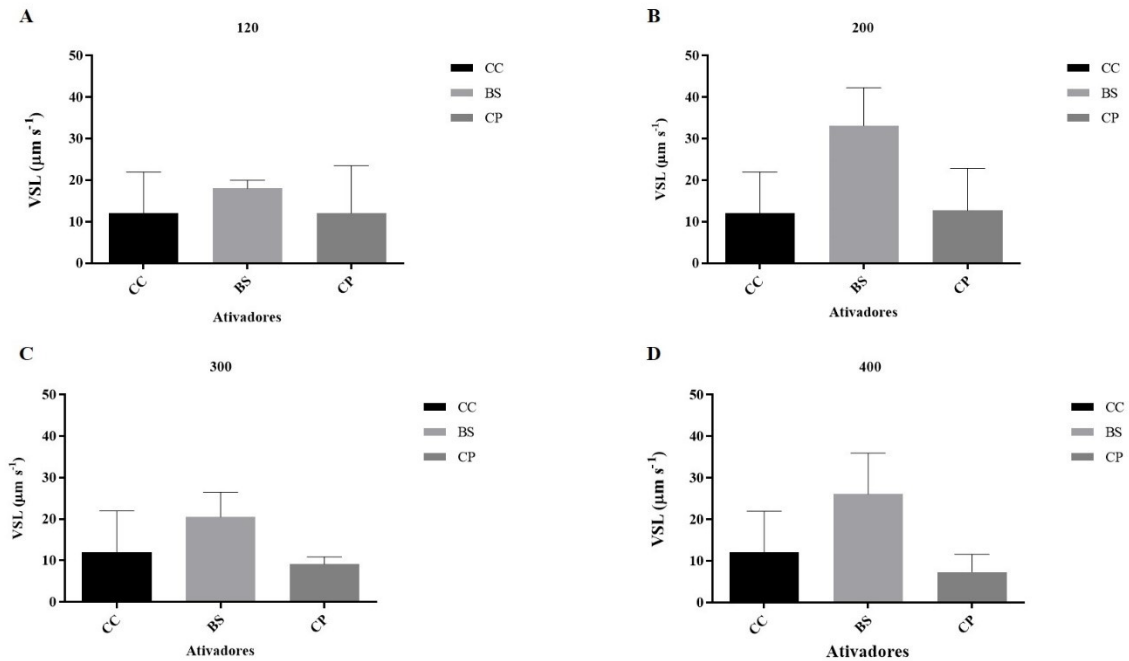 A
120
VSL (µm s⁻¹)
50
40
30
20
10
0
CC
BS
CP
Ativadores
CC
BS
CP
B
200
VSL (µm s⁻¹)
50
40
30
20
10
0
CC
BS
CP
Ativadores
CC
BS
CP
C
300
VSL (µm s⁻¹)
50
40
30
20
10
0
CC
BS
CP
Ativadores
CC
BS
CP
D
400
VSL (µm s⁻¹)
50
40
30
20
10
0
CC
BS
CP
Ativadores
CC
BS
CP